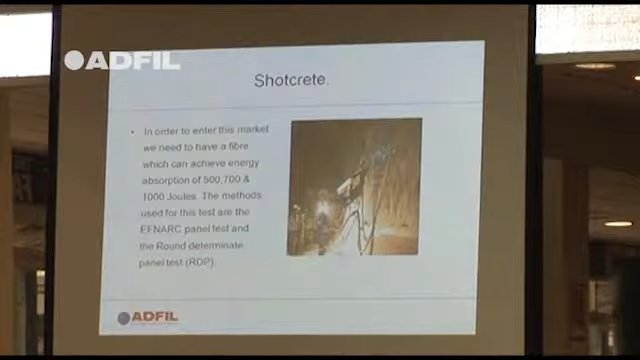 ADFIL
Shotcrete.
• In order to enter this market
we need to have a fibre
which can achieve energy
absorption of 500,700 &
1000 Joules. The methods
used for this test are the
EFNARC panel test and
the Round determinate
panel test (RDP).
ADFIL